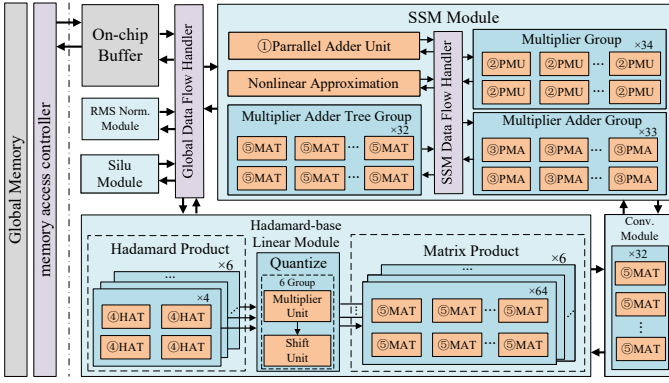 Global Memory
memory access controller
On-chip
Buffer
RMS Norm.
Module
Silu
Module
Global Data Flow Handler
SSM Module
①Parrallel Adder Unit
Nonlinear Approximation
Multiplier Adder Tree Group
×32
⑤MAT ⑤MAT ··· ⑤MAT
⑤MAT ⑤MAT ··· ⑤MAT
SSM Data Flow Handler
Multiplier Group
×34
②PMU ②PMU ··· ②PMU
②PMU ②PMU ··· ②PMU
Multiplier Adder Group
×33
③PMA ③PMA ··· ③PMA
③PMA ③PMA ··· ③PMA
Hadamard-base
Linear Module
Hadamard Product
···
×6
×4
④HAT ④HAT
④HAT ④HAT
Quantize
6 Group
Multiplier
Unit
Shift
Unit
Matrix Product
···
×6
×64
⑤MAT ⑤MAT ··· ⑤MAT
⑤MAT ⑤MAT ··· ⑤MAT
Conv.
Module
×32
⑤MAT
⑤MAT
⋮
⑤MAT